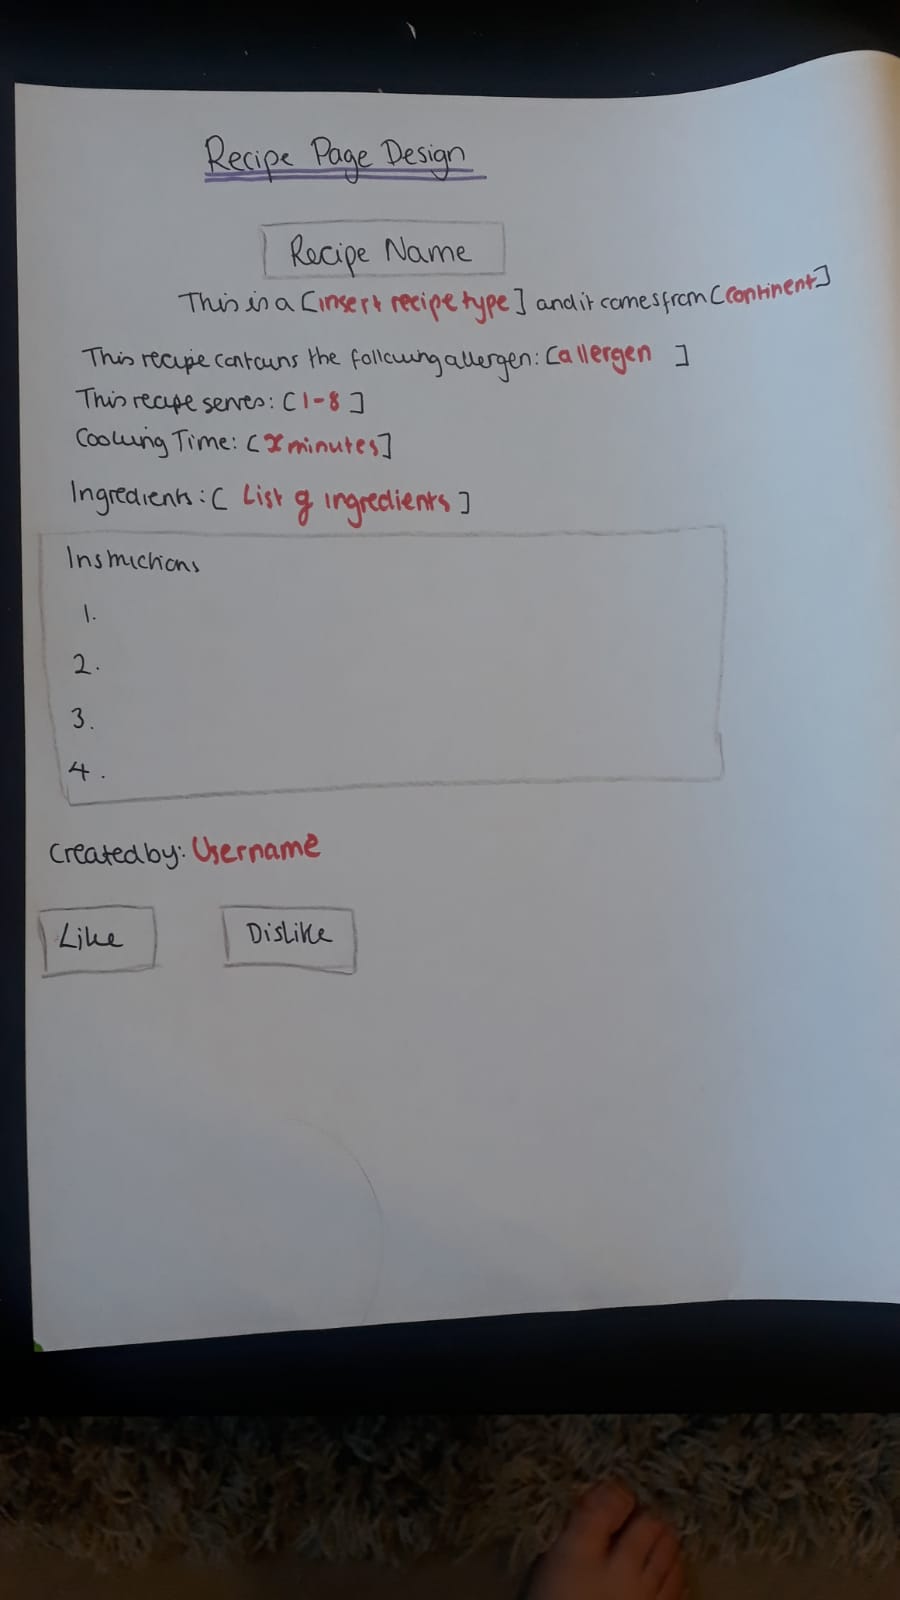 Recipe Page Design
Recipe Name
This is a [insert recipe type] and it comes from [continent]
This recipe contains the following allergen: [allergen ]
This recipe serves: [1-8]
Cooking Time: [x minutes]
Ingredients: [ List of ingredients ]
Instructions
1.
2.
3.
4.
Created by: Username
Like Dislike